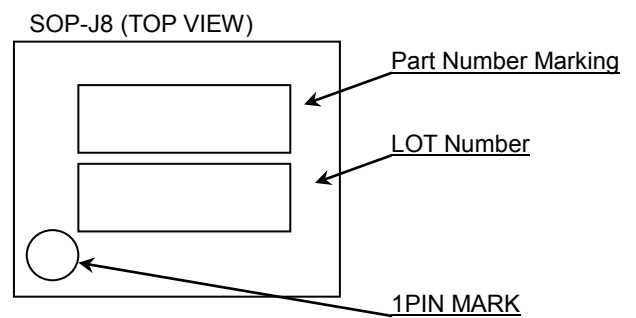 SOP-J8 (TOP VIEW)
Part Number Marking
LOT Number
1PIN MARK